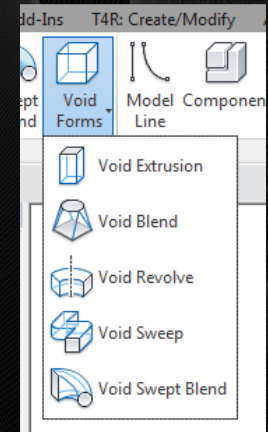 dd-Ins T4R: Create/Modify
ept Void Model Componen
nd Forms Line
Void Extrusion
Void Blend
Void Revolve
Void Sweep
Void Swept Blend